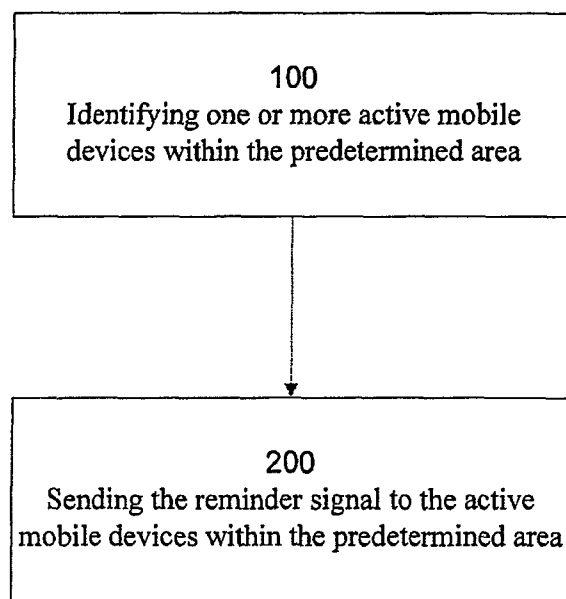 100
Identifying one or more active mobile
devices within the predetermined area
200
Sending the reminder signal to the active
mobile devices within the predetermined area